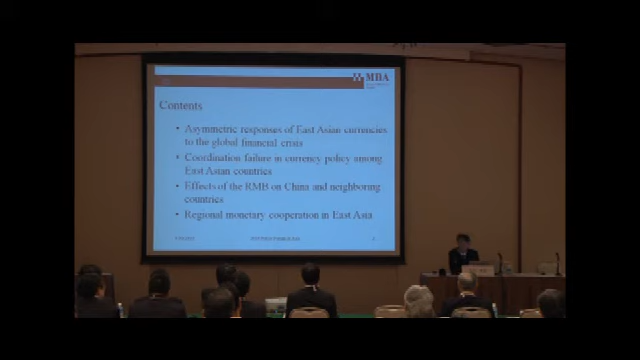 MBA
Contents
• Asymmetric responses of East Asian currencies
to the global financial crisis
• Coordination failure in currency policy among
East Asian countries
• Effects of the RMB on China and neighboring
countries
• Regional monetary cooperation in East Asia